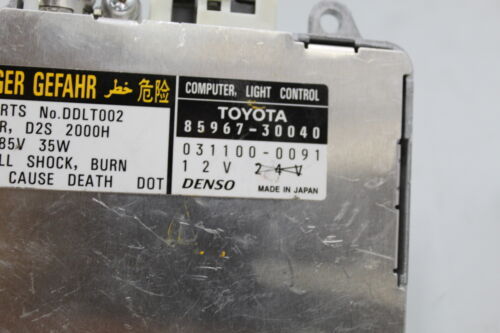 GER GEFAHR خطر 危险
ARTS No.DDLT002
R, D2S 2000H
85V 35W
LL SHOCK, BURN
CAUSE DEATH DOT
COMPUTER, LIGHT CONTROL
TOYOTA
85967-30040
031100-0091
12V 24V
DENSO MADE IN JAPAN